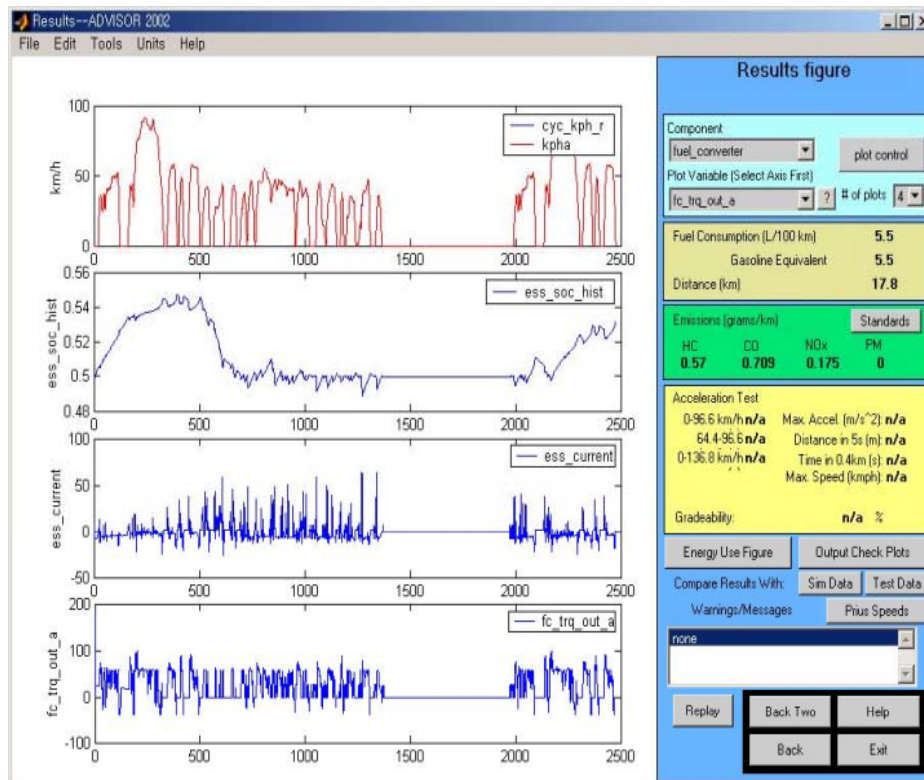 Results--ADVISOR 2002
File Edit Tools Units Help
100
50
0
km/h
cyc_kph_r
kpha
0 500 1000 1500 2000 2500
0.56
0.54
0.52
0.5
0.48
ess_soc_hist
ess_soc_hist
0 500 1000 1500 2000 2500
100
50
0
-50
ess_current
ess_current
0 500 1000 1500 2000 2500
200
100
0
-100
fc_trq_out_a
fc_trq_out_a
0 500 1000 1500 2000 2500
Results figure
Component
fuel_converter
plot control
Plot Variable (Select Axis First)
fc_trq_out_a ? # of plots 4
Fuel Consumption (L/100 km) 5.5
Gasoline Equivalent 5.5
Distance (km) 17.8
Emissions (grams/km) Standards
HC CO NOx PM
0.57 0.709 0.175 0
Acceleration Test
0-96.6 km/h n/a Max. Accel. (m/s^2): n/a
64.4-96.6 n/a Distance in 5s (m): n/a
0-136.8 km/h n/a Time in 0.4km (s): n/a
Max. Speed (kmph): n/a
Gradeability: n/a %
Energy Use Figure Output Check Plots
Compare Results With: Sim Data Test Data
Warnings/Messages Prius Speeds
none
Replay Back Two Help
Back Exit